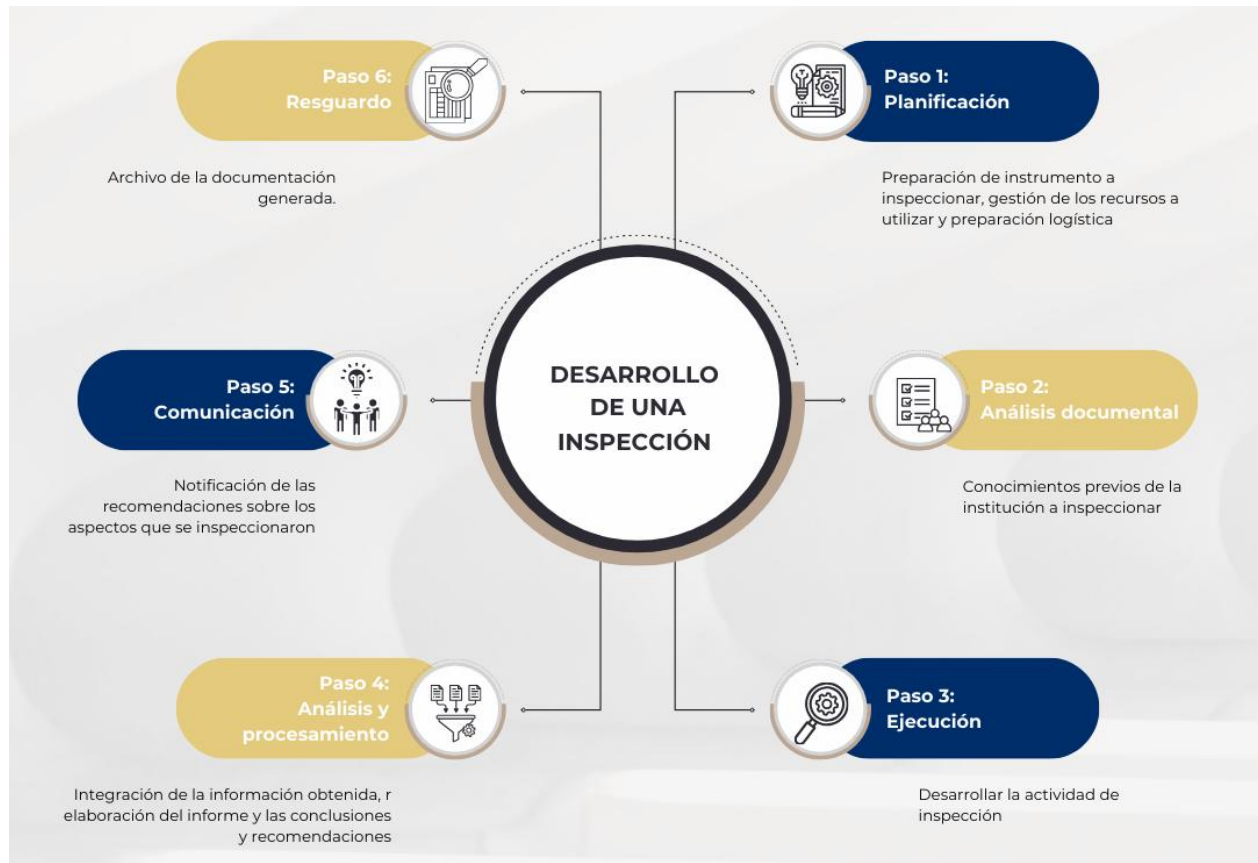 DESARROLLO
DE UNA
INSPECCIÓN
Paso 1:
Planificación
Preparación de instrumento a
inspeccionar, gestión de los recursos a
utilizar y preparación logística
Paso 2:
Análisis documental
Conocimientos previos de la
institución a inspeccionar
Paso 3:
Ejecución
Desarrollar la actividad de
inspección
Paso 4:
Análisis y
procesamiento
Integración de la información obtenida, r
elaboración del informe y las conclusiones
y recomendaciones
Paso 5:
Comunicación
Notificación de las
recomendaciones sobre los
aspectos que se inspeccionaron
Paso 6:
Resguardo
Archivo de la documentación
generada.